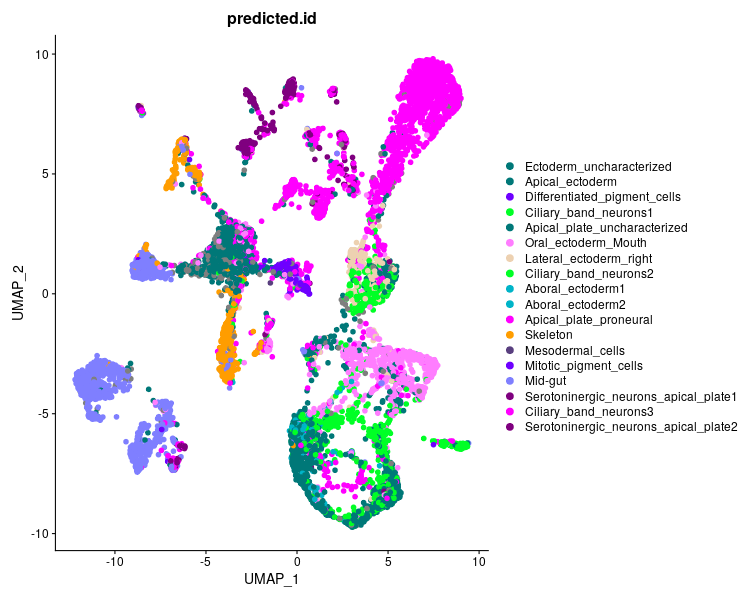 predicted.id
10
5
0
-5
-10
UMAP_2
-10
-5
0
5
10
UMAP_1
Ectoderm_uncharacterized
Apical_ectoderm
Differentiated_pigment_cells
Ciliary_band_neurons1
Apical_plate_uncharacterized
Oral_ectoderm_Mouth
Lateral_ectoderm_right
Ciliary_band_neurons2
Aboral_ectoderm1
Aboral_ectoderm2
Apical_plate_proneural
Skeleton
Mesodermal_cells
Mitotic_pigment_cells
Mid-gut
Serotoninergic_neurons_apical_plate1
Ciliary_band_neurons3
Serotoninergic_neurons_apical_plate2